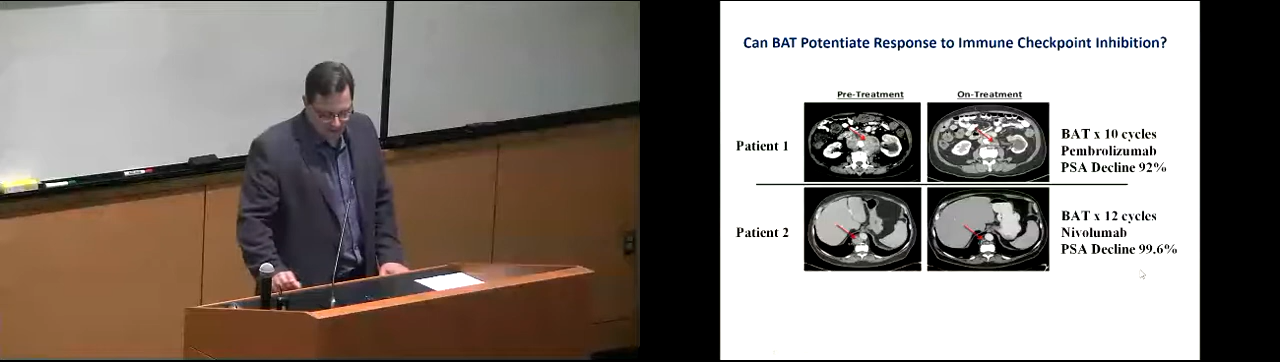 Can BAT Potentiate Response to Immune Checkpoint Inhibition?
Pre-Treatment
On-Treatment
Patient 1
BAT x 10 cycles
Pembrolizumab
PSA Decline 92%
Patient 2
BAT x 12 cycles
Nivolumab
PSA Decline 99.6%